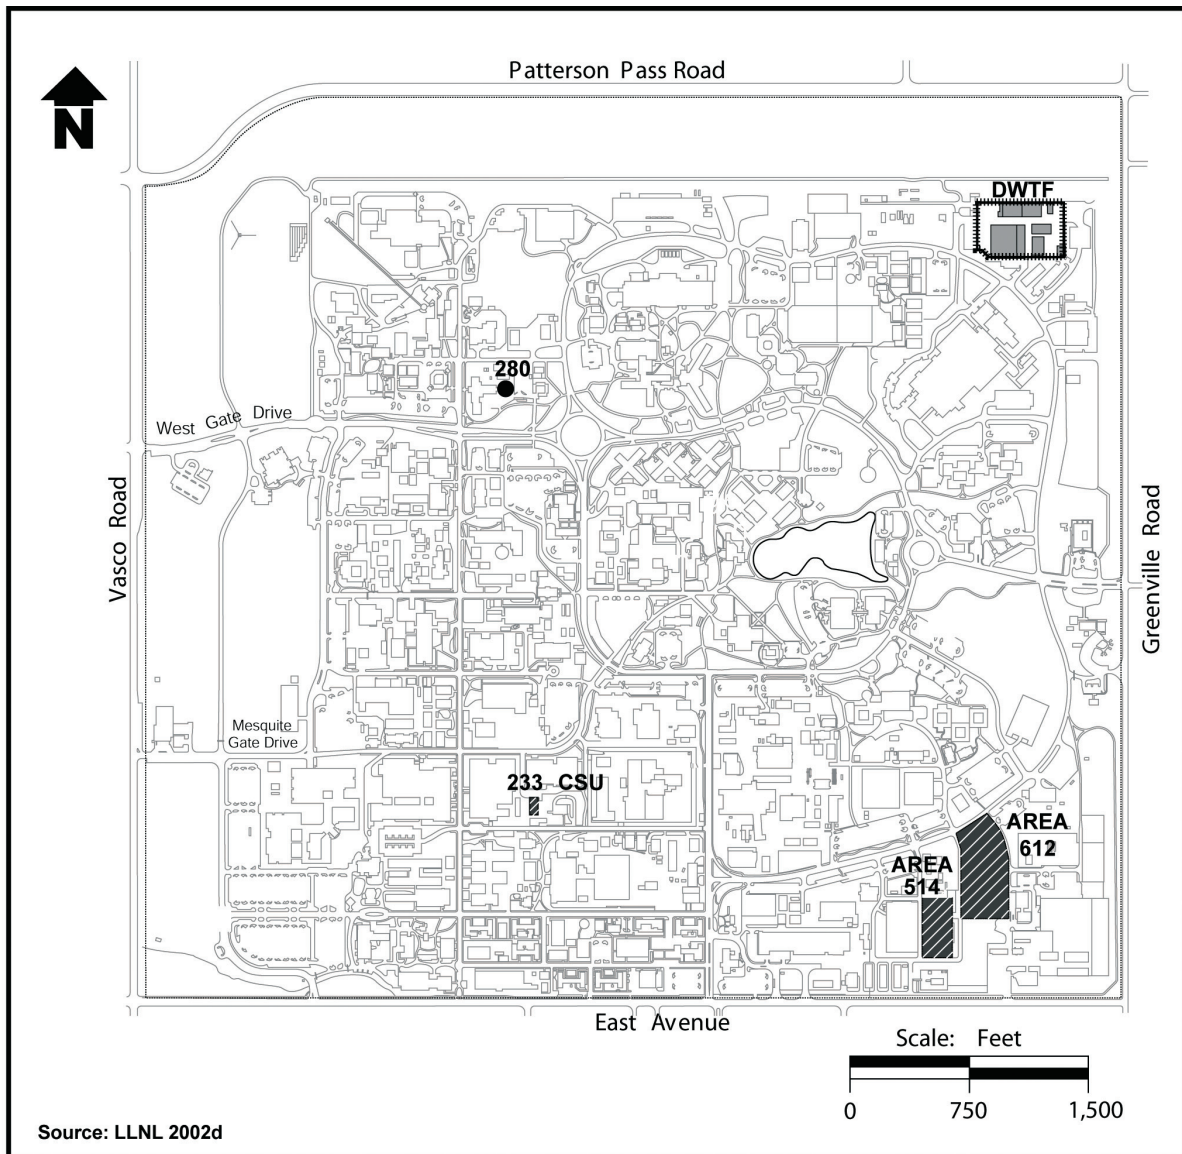 Patterson Pass Road
N
DWTF
280
West Gate Drive
Vasco Road
Greenville Road
Mesquite
Gate Drive
233 CSU
AREA
612
AREA
514
East Avenue
Scale: Feet
0 750 1,500
Source: LLNL 2002d